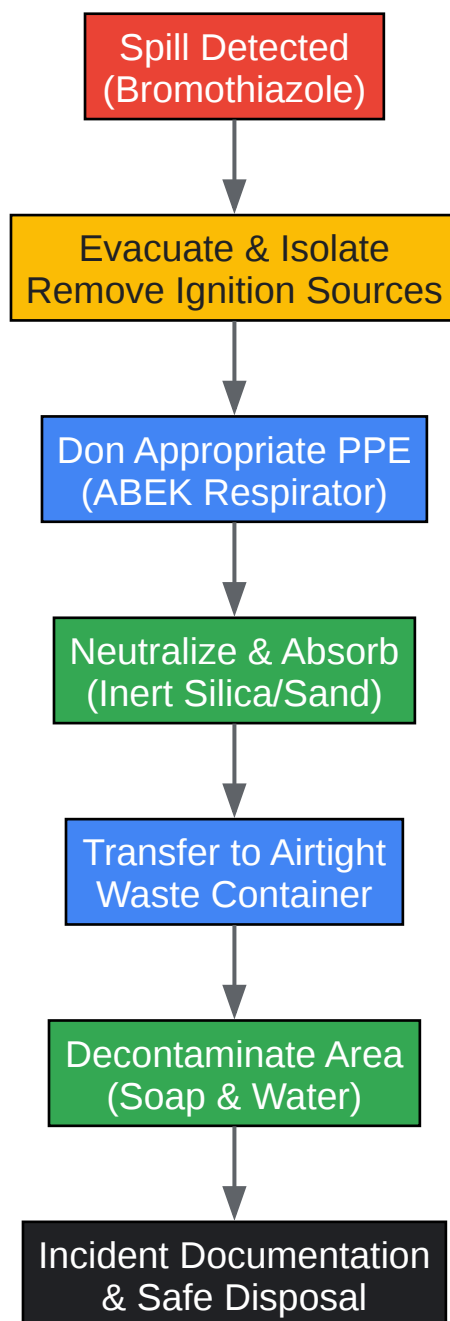 Spill Detected
(Bromothiazole)
Evacuate & Isolate
Remove Ignition Sources
Don Appropriate PPE
(ABEK Respirator)
Neutralize & Absorb
(Inert Silica/Sand)
Transfer to Airtight
Waste Container
Decontaminate Area
(Soap & Water)
Incident Documentation
& Safe Disposal